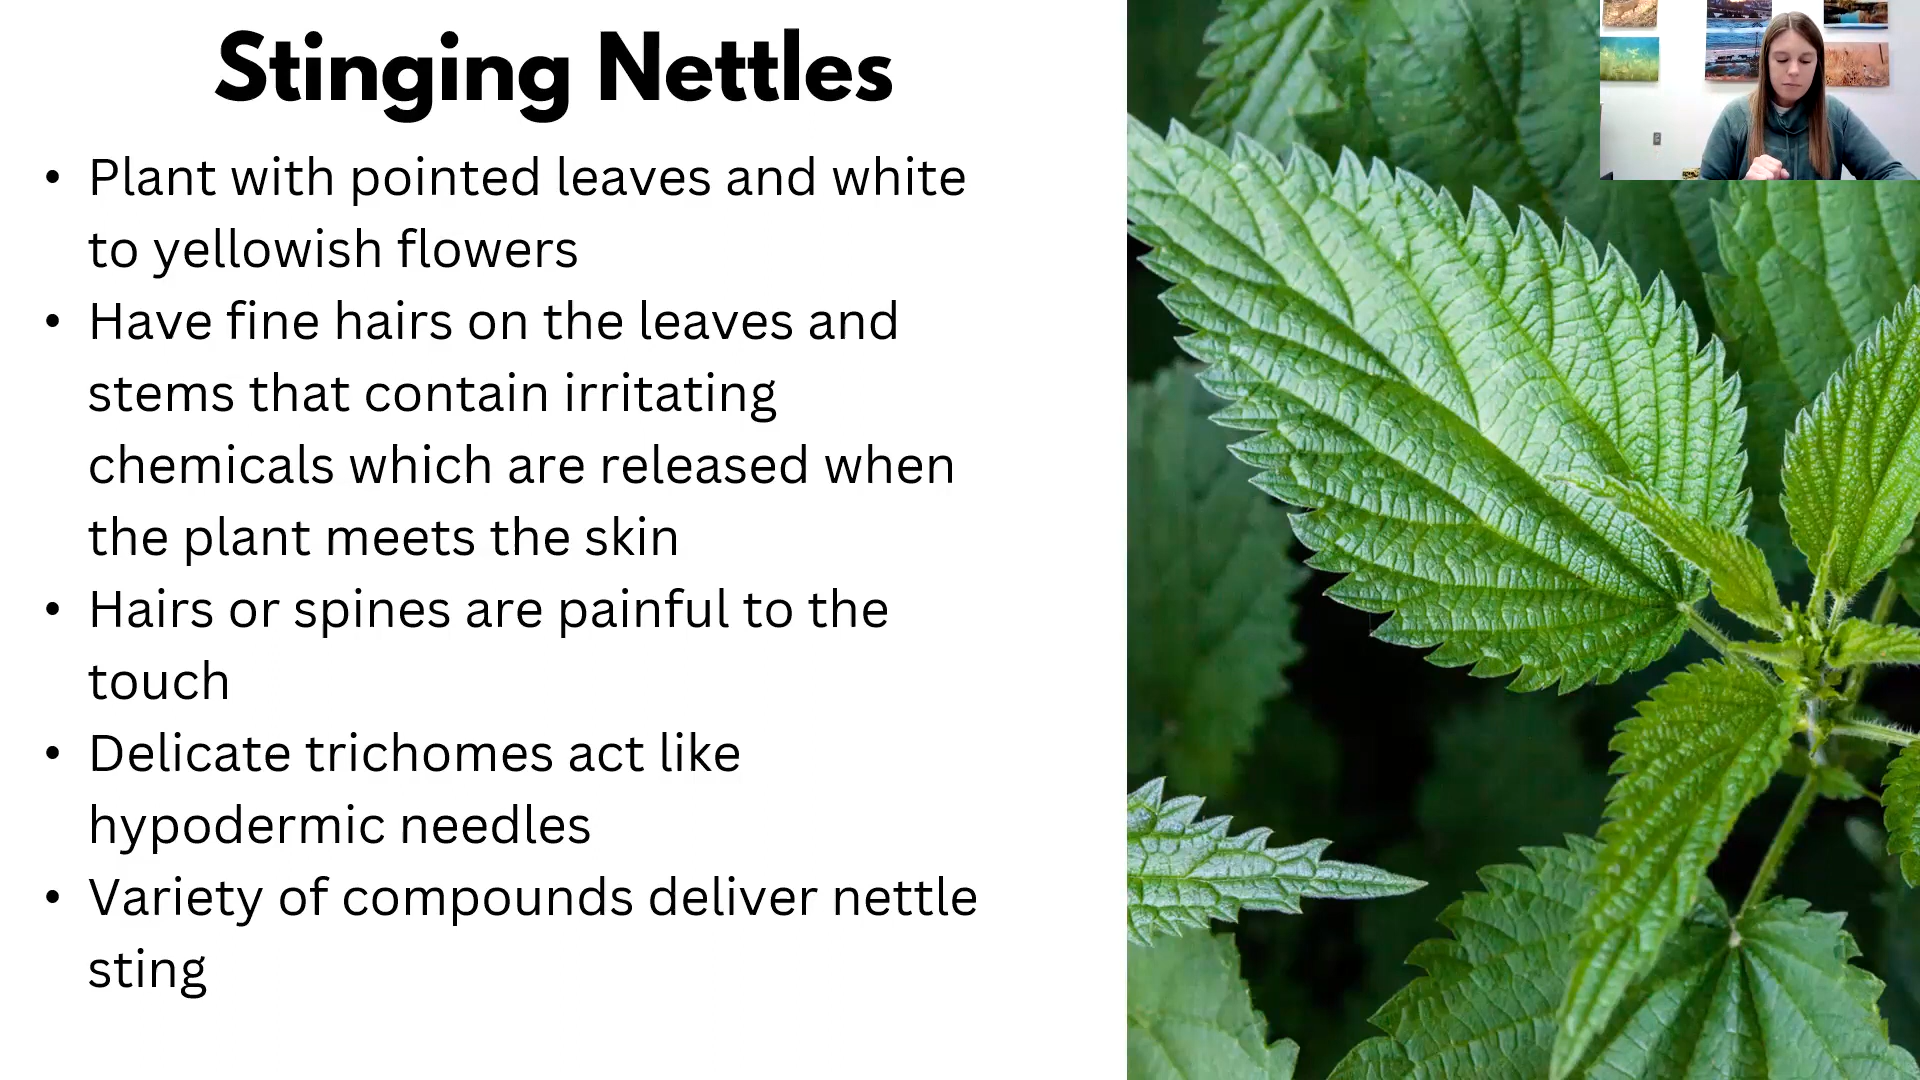 Stinging Nettles
• Plant with pointed leaves and white
to yellowish flowers
• Have fine hairs on the leaves and
stems that contain irritating
chemicals which are released when
the plant meets the skin
• Hairs or spines are painful to the
touch
• Delicate trichomes act like
hypodermic needles
• Variety of compounds deliver nettle
sting